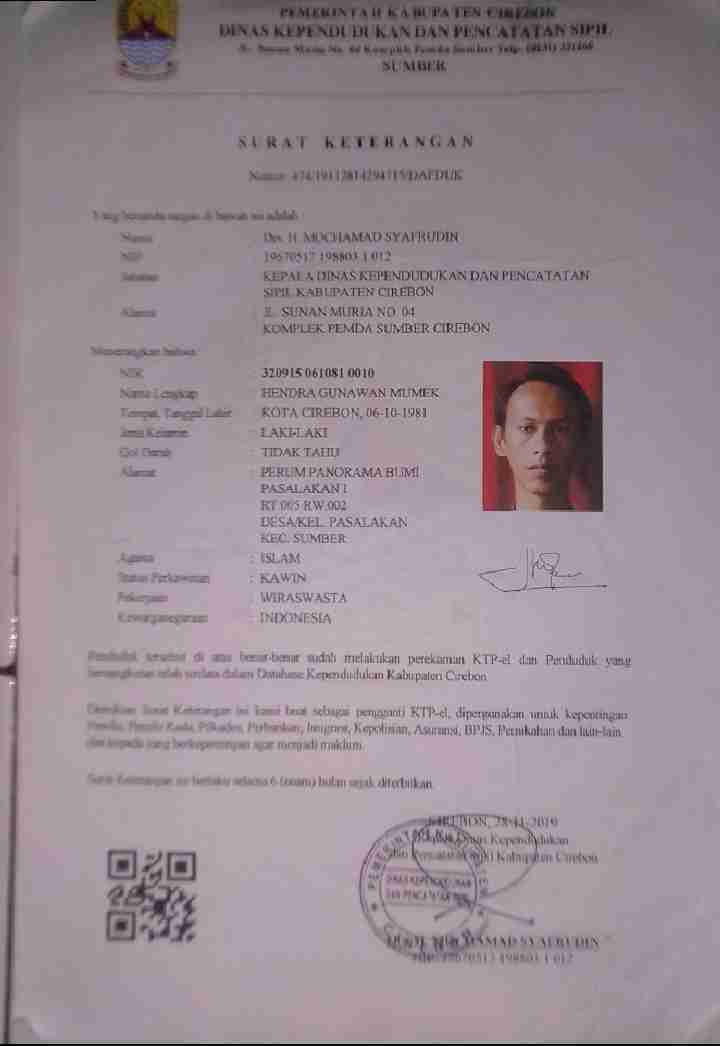 PEMERINTAH KABUPATEN CIREBON
DINAS KEPENDUDUKAN DAN PENCATATAN SIPIL
Jl. Sunan Muria No. 04 Komplek Pemda Sumber Telp. (0231)
SUMBER
SURAT KETERANGAN
Nomor
Yang bertandatangan di bawah ini adalah
Nama : Drs. H. MOCHAMAD SYAFRUDIN
NIP : 19670517 198803 1 012
Jabatan : KEPALA DINAS KEPENDUDUKAN DAN PENCATATAN
SIPIL KABUPATEN CIREBON
Alamat : JL. SUNAN MURIA NO. 04
KOMPLEK PEMDA SUMBER CIREBON
Menerangkan bahwa
NIK : 320915 061081 0010
Nama Lengkap : HENDRA GUNAWAN MUMEK
Tempat, Tanggal Lahir : KOTA CIREBON, 06-10-1981
Jenis Kelamin : LAKI-LAKI
Gol Darah : TIDAK TAHU
Alamat : PERUM PANORAMA BUMI
PASALAKAN I
RT.005 RW.002
DESA/KEL. PASALAKAN
KEC. SUMBER
Agama : ISLAM
Status Perkawinan : KAWIN
Pekerjaan : WIRASWASTA
Kewarganegaraan : INDONESIA
Penduduk tersebut di atas benar-benar sudah melakukan perekaman KTP-el dan Penduduk yang
bersangkutan telah terdata dalam Database Kependudukan Kabupaten Cirebon
Demikian Surat Keterangan ini kami buat sebagai pengganti KTP-el, dipergunakan untuk kepentingan
Pemilu, Pemilu Kada, Pilkades, Perbankan, Imigrasi, Kepolisian, Asuransi, BPJS, Pernikahan dan lain-lain
dan kepada yang berkepentingan agar menjadi maklum.
Surat Keterangan ini berlaku selama 6 (enam) bulan sejak diterbitkan.
CIREBON, 28-11-2019
Kepala Dinas Kependudukan
dan Pencatatan Sipil Kabupaten Cirebon
MOCHAMAD SYAFRUDIN
NIP. 19670517 198803 1 012